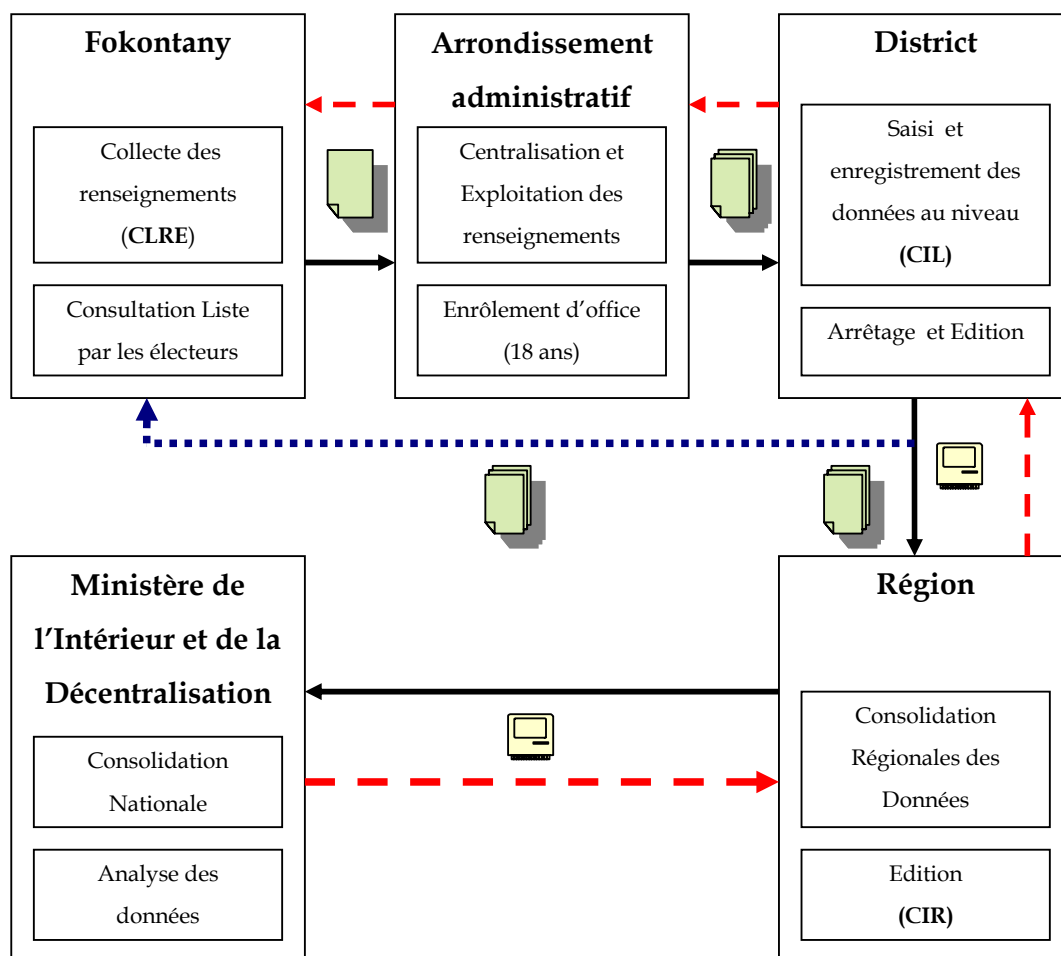 Fokontany
Collecte des
renseignements
(CLRE)
Consultation Liste
par les électeurs
Arrondissement
administratif
Centralisation et
Exploitation des
renseignements
Enrôlement d’office
(18 ans)
District
Saisi et
enregistrement des
données au niveau
(CIL)
Arrêtage et Edition
Ministère de
l’Intérieur et de la
Décentralisation
Consolidation
Nationale
Analyse des
données
Région
Consolidation
Régionales des
Données
Edition
(CIR)